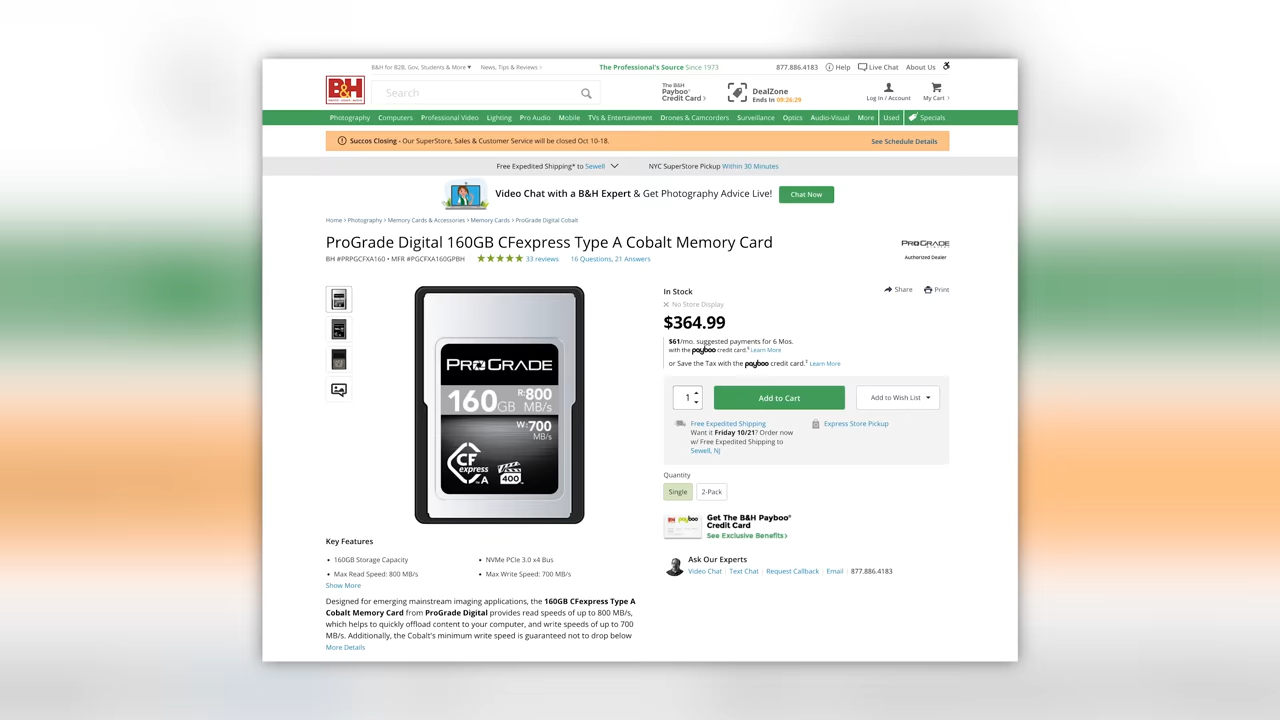 B&H for B2B, Gov, Students & More ▾
News, Tips & Reviews ›
The Professional's Source Since 1973
877.886.4183
Help
Live Chat
About Us
B&H
Search
The B&H
Payboo®
Credit Card ›
DealZone
Ends In 09:26:29
Log In / Account
My Cart ›
Photography Computers Professional Video Lighting Pro Audio Mobile TVs & Entertainment Drones & Camcorders Surveillance Optics Audio-Visual More Used Specials
Succos Closing - Our SuperStore, Sales & Customer Service will be closed Oct 10-18.
See Schedule Details
Free Expedited Shipping* to Sewell
NYC SuperStore Pickup Within 30 Minutes
Video Chat with a B&H Expert & Get Photography Advice Live!
Chat Now
Home > Photography > Memory Cards & Accessories > Memory Cards > ProGrade Digital Cobalt
ProGrade Digital 160GB CFexpress Type A Cobalt Memory Card
BH #PRPGCFXA160 • MFR #PGCFXA160GPBH
33 reviews
16 Questions, 21 Answers
PROGRADE
Authorized Dealer
In Stock
Share
Print
No Store Display
$364.99
$61/mo. suggested payments for 6 Mos.
with the payboo credit card.‡ Learn More
or Save the Tax with the payboo credit card.‡ Learn More
1
Add to Cart
Add to Wish List
Free Expedited Shipping
Want it Friday 10/21? Order now
w/ Free Expedited Shipping to
Sewell, NJ
Express Store Pickup
Quantity
Single
2-Pack
payboo
Get The B&H Payboo®
Credit Card
See Exclusive Benefits ›
Ask Our Experts
Video Chat | Text Chat | Request Callback | Email | 877.886.4183
PROGRADE
160GB
R:800
MB/s
W:700
MB/s
CF
express
A
400
Key Features
• 160GB Storage Capacity
• NVMe PCIe 3.0 x4 Bus
• Max Read Speed: 800 MB/s
• Max Write Speed: 700 MB/s
Show More
Designed for emerging mainstream imaging applications, the 160GB CFexpress Type A
Cobalt Memory Card from ProGrade Digital provides read speeds of up to 800 MB/s,
which helps to quickly offload content to your computer, and write speeds of up to 700
MB/s. Additionally, the Cobalt's minimum write speed is guaranteed not to drop below
More Details